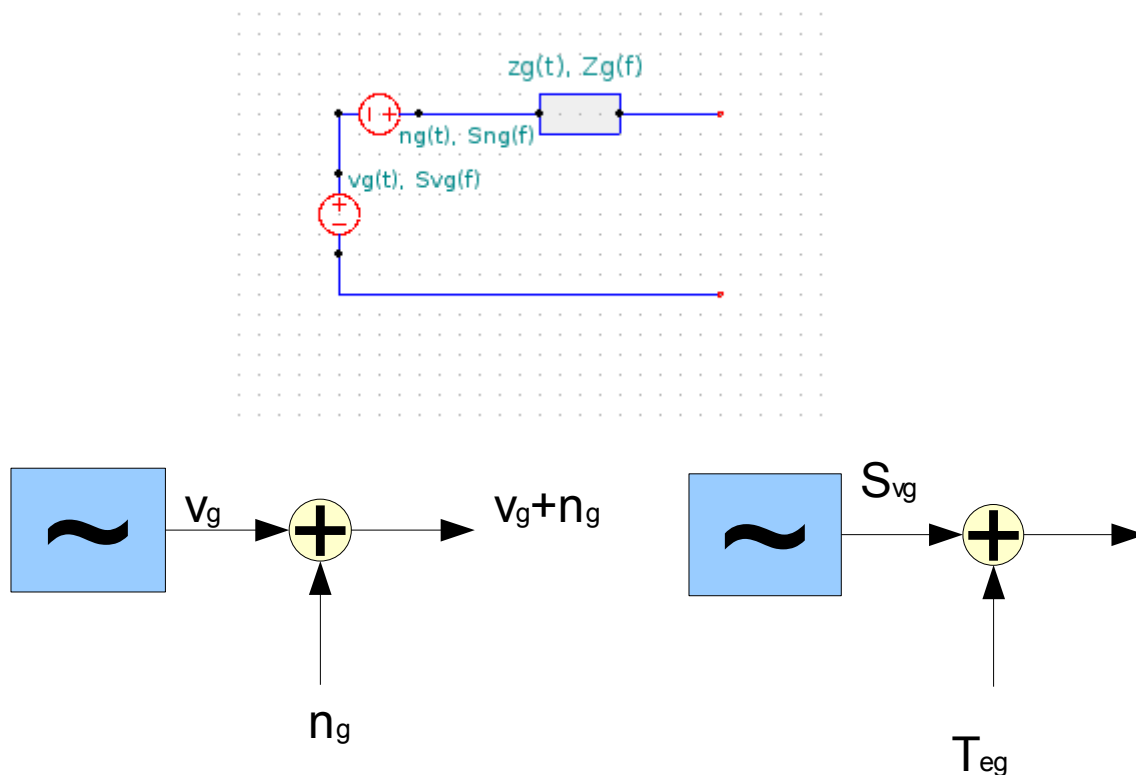 zg(t), Zg(f)
ng(t), Sng(f)
vg(t), Svg(f)
vg
vg+ng
ng
Svg
Teg